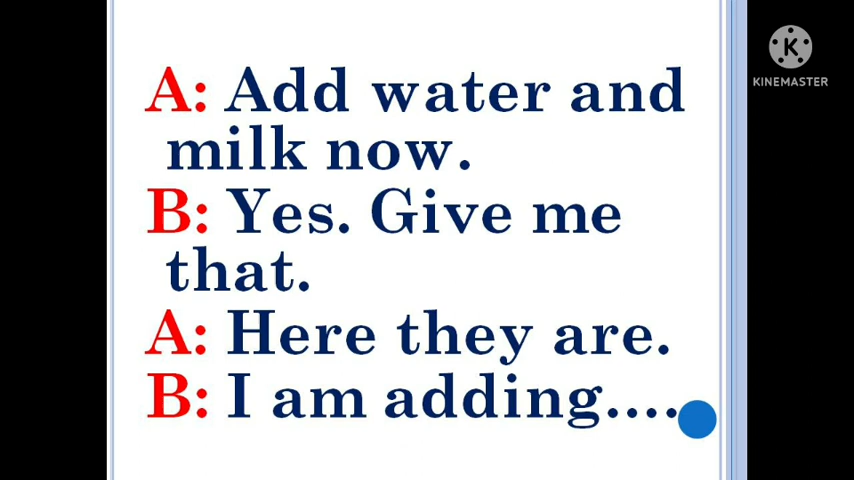 A: Add water and
milk now.
B: Yes. Give me
that.
A: Here they are.
B: I am adding....
KINEMASTER